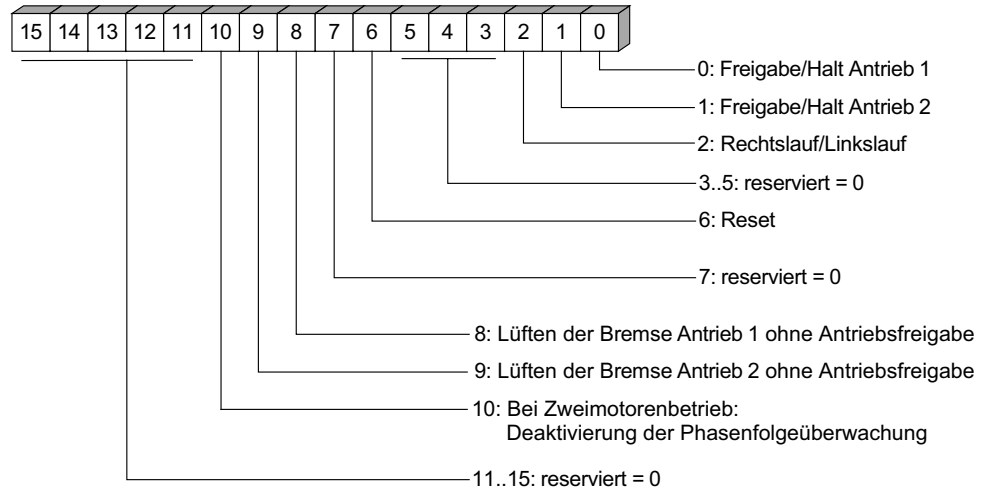 15 14 13 12 11 10 9 8 7 6 5 4 3 2 1 0
0: Freigabe/Halt Antrieb 1
1: Freigabe/Halt Antrieb 2
2: Rechtslauf/Linkslauf
3..5: reserviert = 0
6: Reset
7: reserviert = 0
8: Lüften der Bremse Antrieb 1 ohne Antriebsfreigabe
9: Lüften der Bremse Antrieb 2 ohne Antriebsfreigabe
10: Bei Zweimotorenbetrieb:
Deaktivierung der Phasenfolgeüberwachung
11..15: reserviert = 0